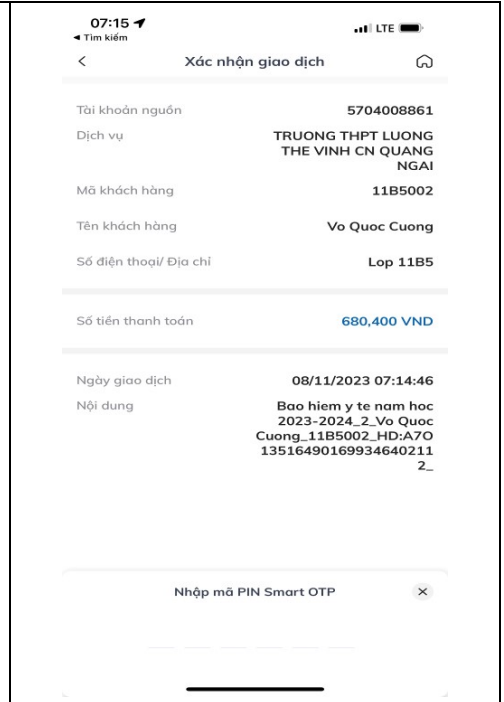 07:15
◄ Tìm kiếm
LTE
Xác nhận giao dịch
Tài khoản nguồn 5704008861
Dịch vụ TRUONG THPT LUONG
THE VINH CN QUANG
NGAI
Mã khách hàng 11B5002
Tên khách hàng Vo Quoc Cuong
Số điện thoại/ Địa chỉ Lop 11B5
Số tiền thanh toán 680,400 VND
Ngày giao dịch 08/11/2023 07:14:46
Nội dung Bao hiem y te nam hoc
2023-2024_2_Vo Quoc
Cuong_11B5002_HD:A7O
13516490169934640211
2_
Nhập mã PIN Smart OTP